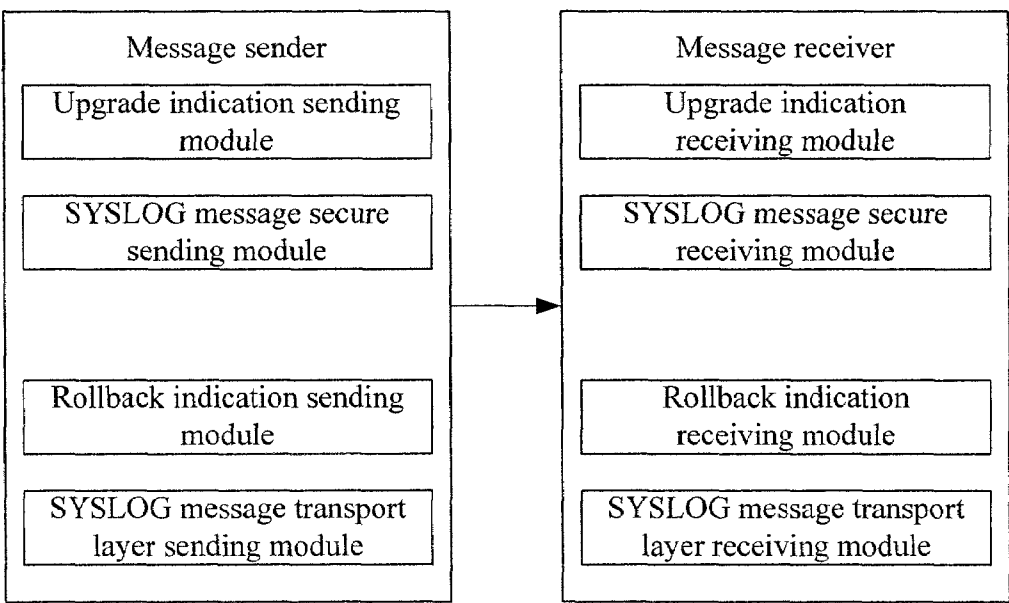 Message sender
Upgrade indication sending
module
SYSLOG message secure
sending module
Rollback indication sending
module
SYSLOG message transport
layer sending module
Message receiver
Upgrade indication
receiving module
SYSLOG message secure
receiving module
Rollback indication
receiving module
SYSLOG message transport
layer receiving module